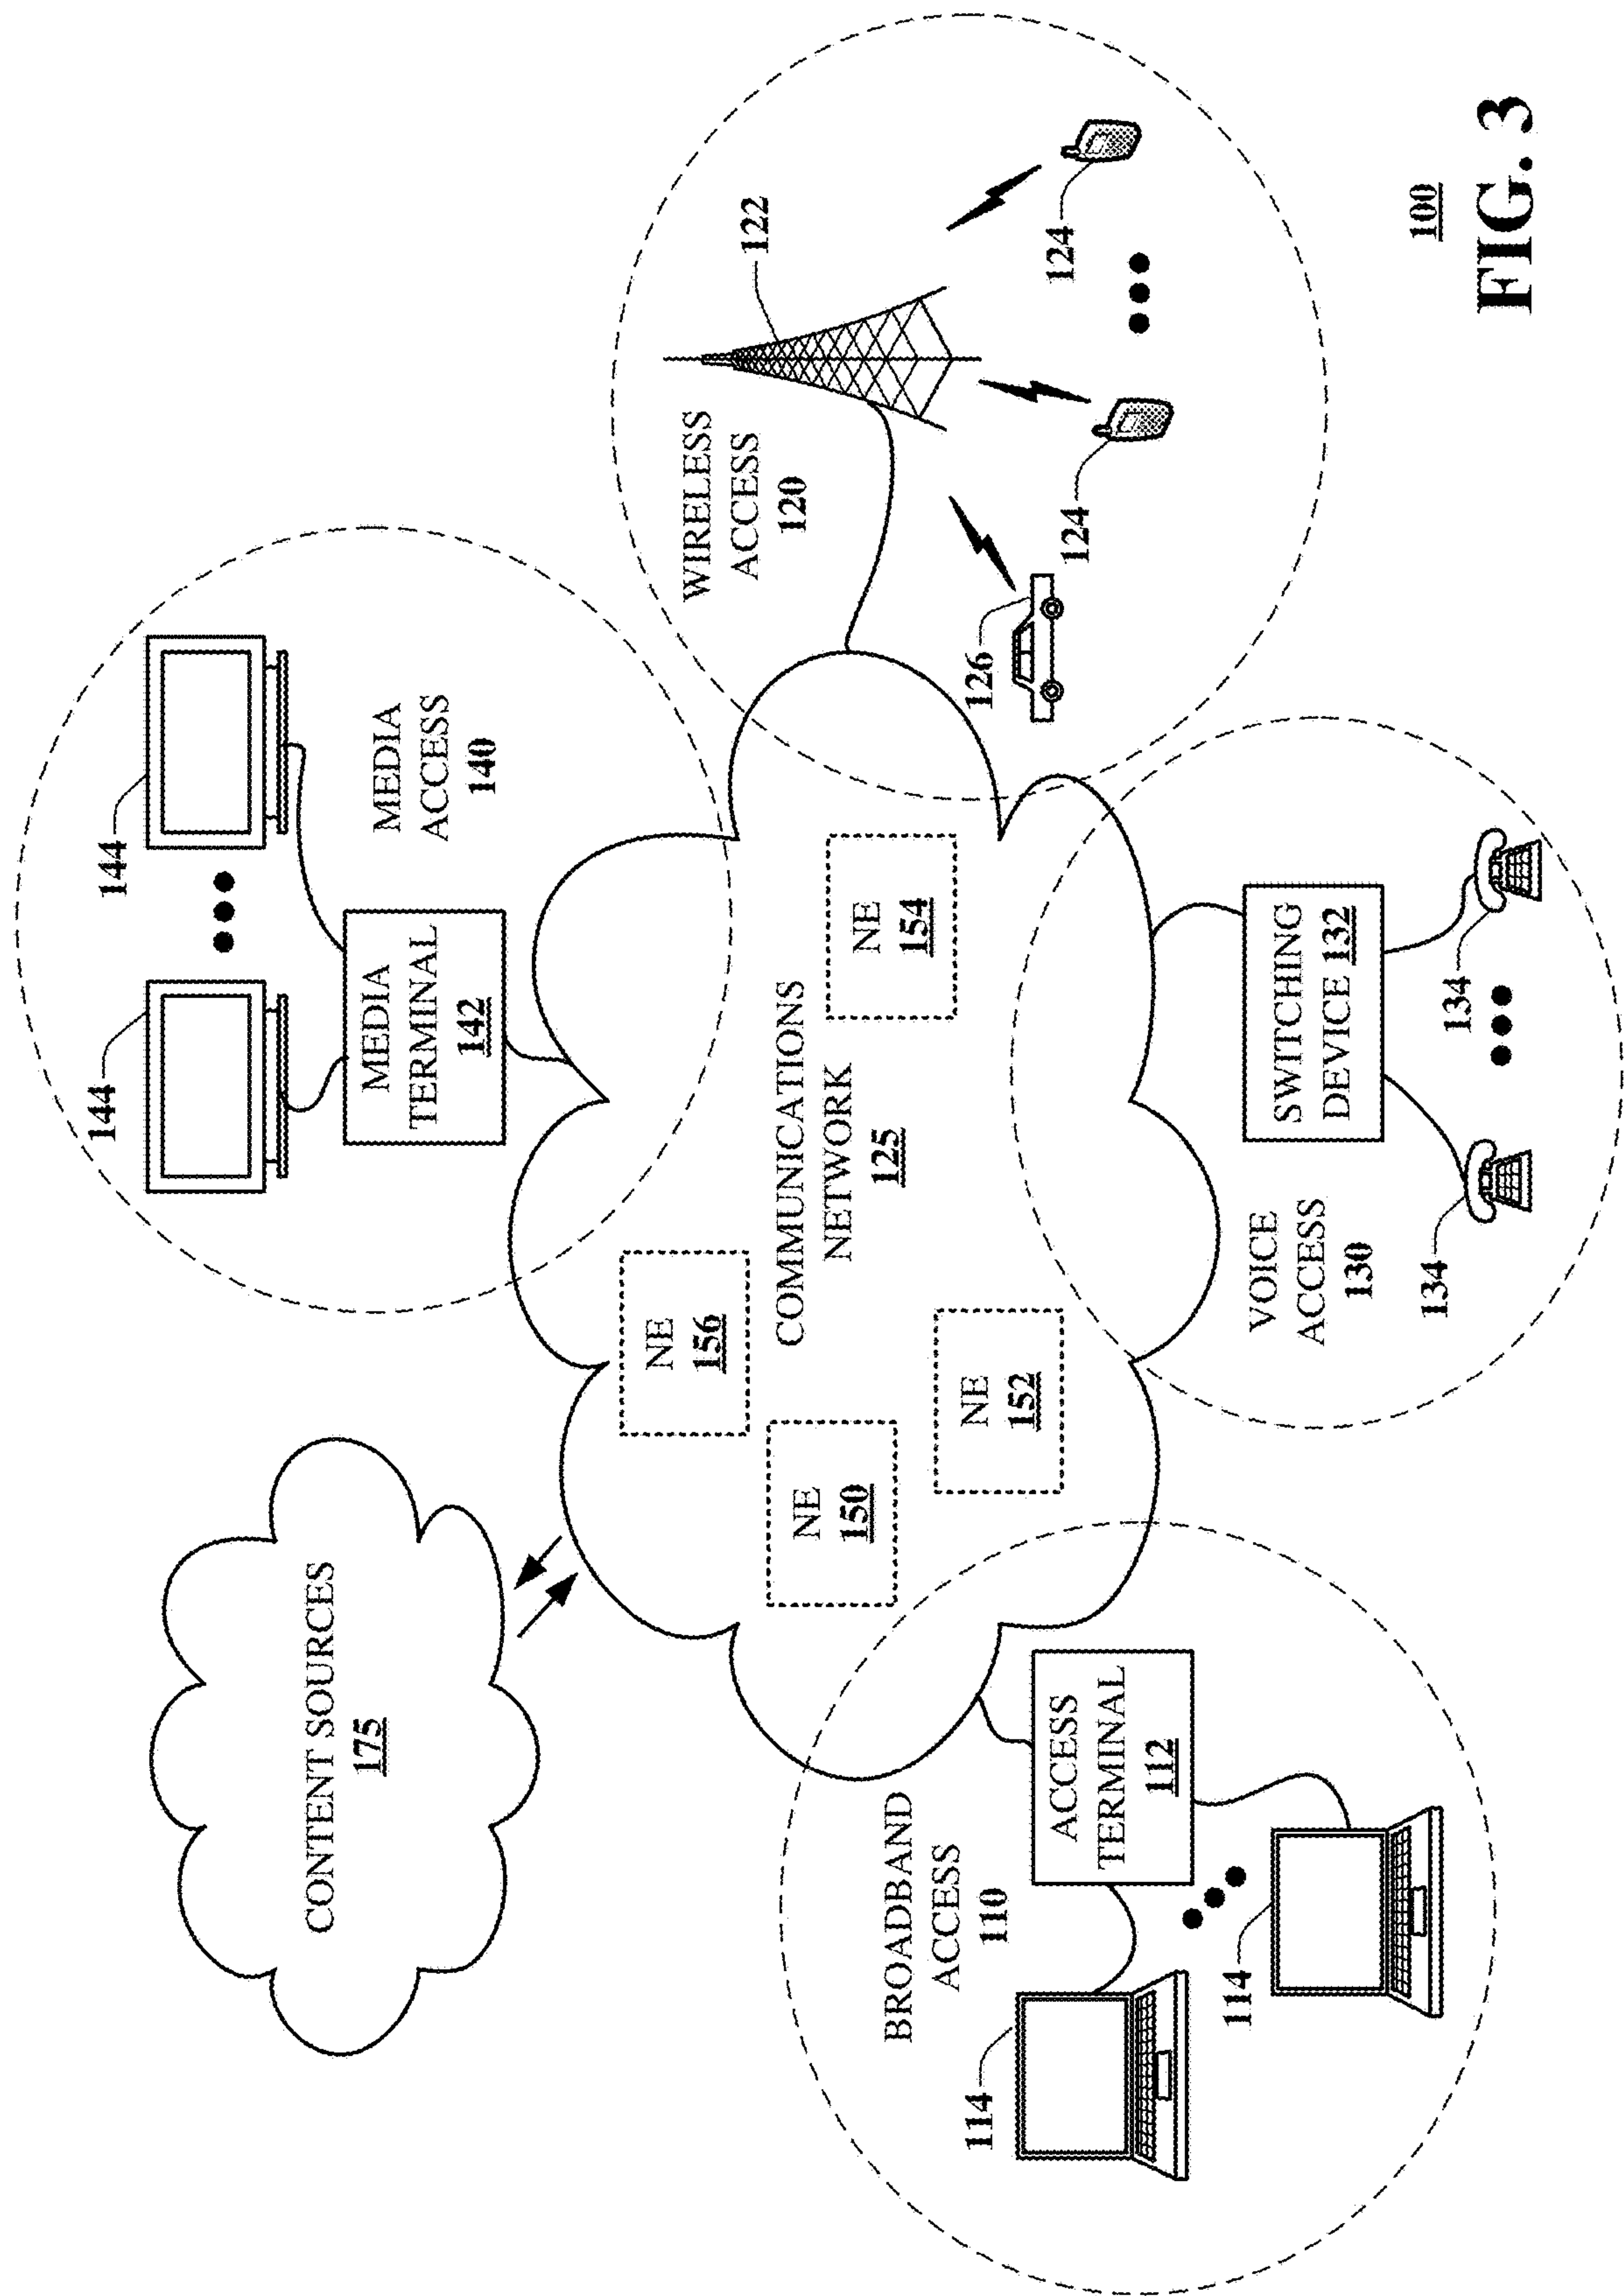 CONTENT SOURCES
175
144
144
MEDIA
TERMINAL
142
MEDIA
ACCESS
140
NE
156
NE
150
NE
152
COMMUNICATIONS
NETWORK
125
NE
154
WIRELESS
ACCESS
120
122
124
124
126
BROADBAND
ACCESS
110
ACCESS
TERMINAL
112
114
114
VOICE
ACCESS
130
SWITCHING
DEVICE 132
134
134
100
FIG. 3